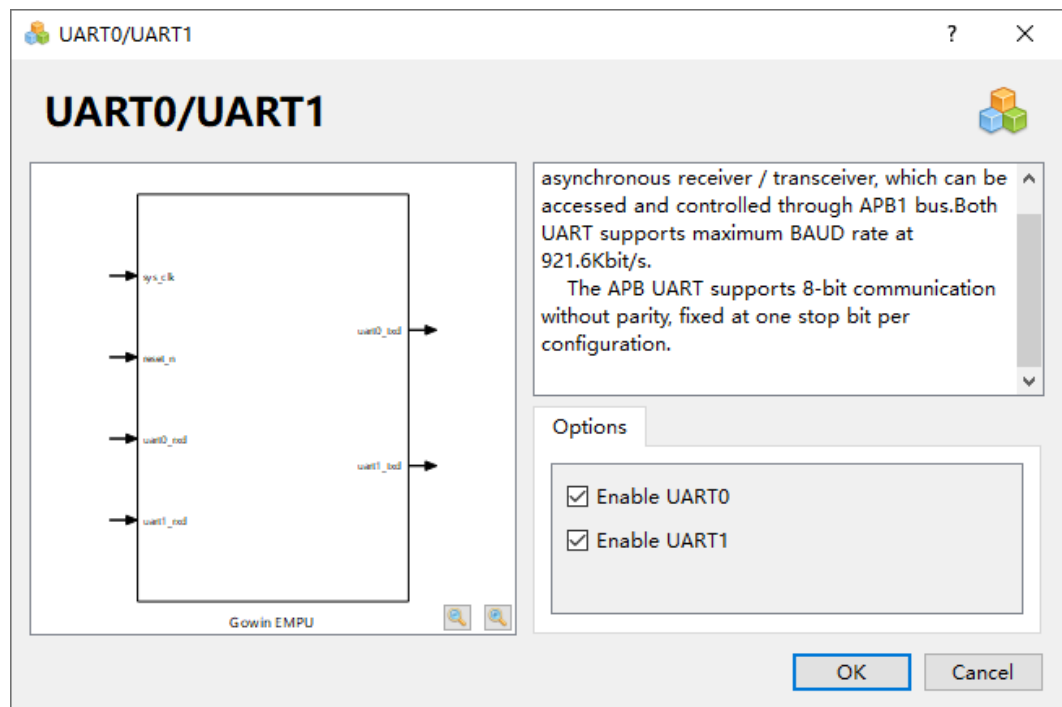 UART0/UART1
?
UART0/UART1
sys_clk
reset_n
uart0_rxd
uart1_rxd
uart0_txd
uart1_txd
Gowin EMPU
asynchronous receiver / transceiver, which can be
accessed and controlled through APB1 bus.Both
UART supports maximum BAUD rate at
921.6Kbit/s.
The APB UART supports 8-bit communication
without parity, fixed at one stop bit per
configuration.
Options
Enable UART0
Enable UART1
OK
Cancel